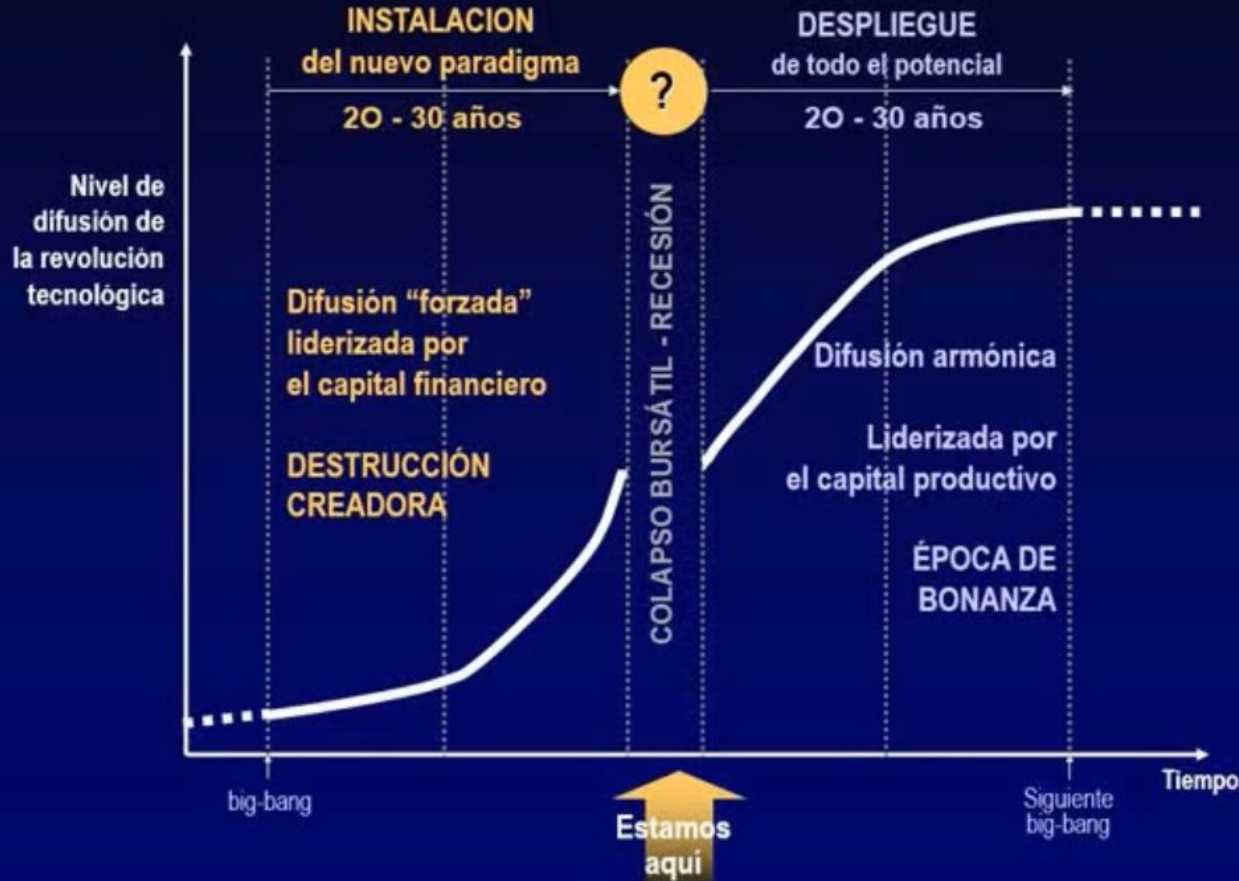 INSTALACION
del nuevo paradigma
2O - 30 años
?
DESPLIEGUE
de todo el potencial
2O - 30 años
Nivel de
difusión de
la revolución
tecnológica
Difusión “forzada”
liderizada por
el capital financiero
DESTRUCCIÓN
CREADORA
COLAPSO BURSÁTIL - RECESIÓN
Difusión armónica
Liderizada por
el capital productivo
ÉPOCA DE
BONANZA
big-bang
Estamos
aquí
Siguiente
big-bang
Tiempo